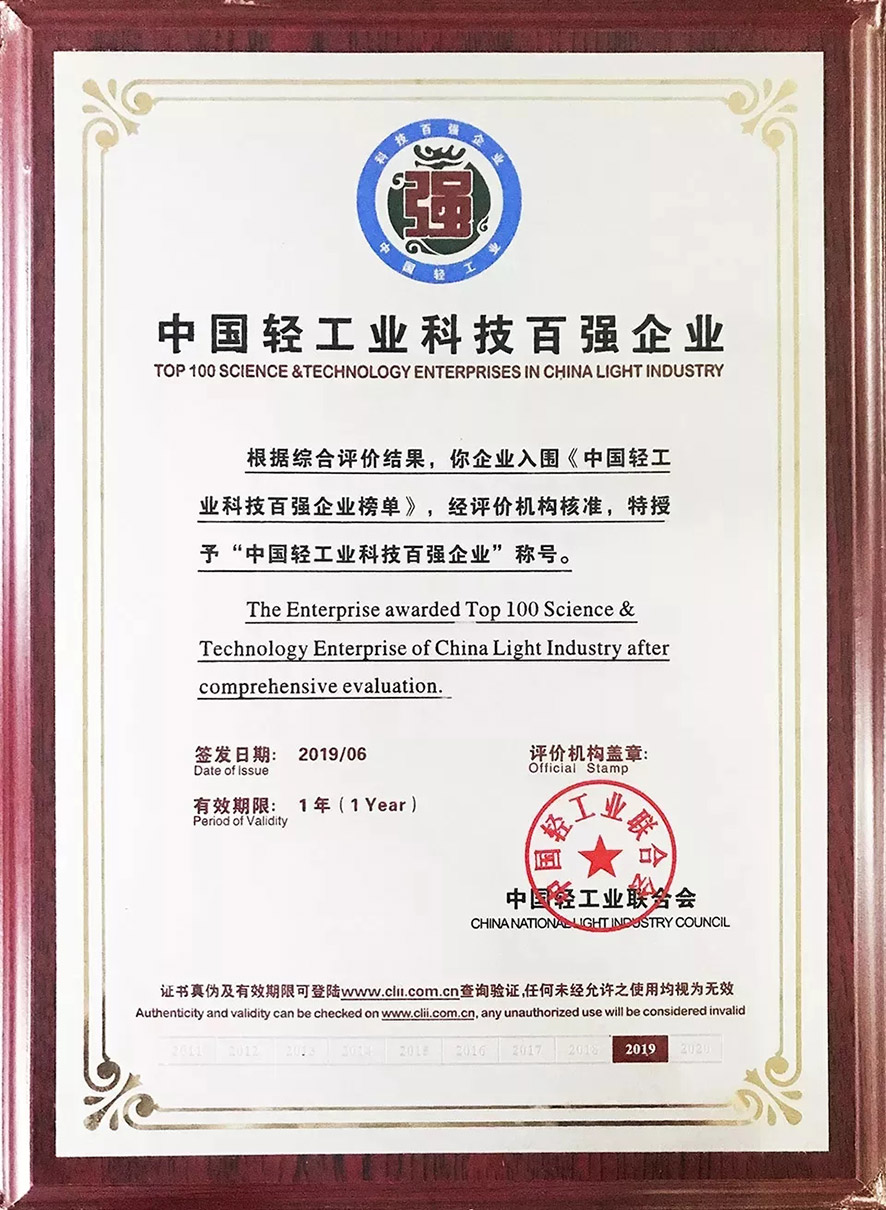 科技百强企业
强
中国轻工业
中国轻工业科技百强企业
TOP 100 SCIENCE &TECHNOLOGY ENTERPRISES IN CHINA LIGHT INDUSTRY
根据综合评价结果，你企业入围《中国轻工
业科技百强企业榜单》，经评价机构核准，特授
予“中国轻工业科技百强企业”称号。
The Enterprise awarded Top 100 Science &
Technology Enterprise of China Light Industry after
comprehensive evaluation.
签发日期： 2019/06 评价机构盖章：
Date of Issue Official Stamp
有效期限： 1 年（1 Year）
Period of Validity
中国轻工业联合会
中国轻工业联合会
CHINA NATIONAL LIGHT INDUSTRY COUNCIL
证书真伪及有效期限可登陆www.clii.com.cn查询验证,任何未经允许之使用均视为无效
Authenticity and validity can be checked on www.clii.com.cn, any unauthorized use will be considered invalid
2011 2012 2013 2014 2015 2016 2017 2018 2019 2020